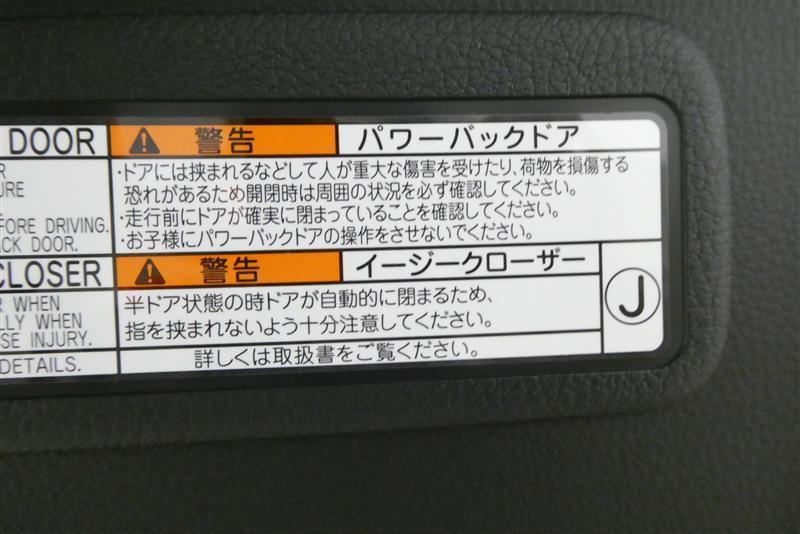 DOOR
警告
パワーバックドア
・ドアには挟まれるなどして人が重大な傷害を受けたり、荷物を損傷する
恐れがあるため開閉時は周囲の状況を必ず確認してください。
・走行前にドアが確実に閉まっていることを確認してください。
・お子様にパワーバックドアの操作をさせないでください。
FORE DRIVING.
CK DOOR.
CLOSER
警告
イージークローザー
WHEN
LLY WHEN
SE INJURY.
半ドア状態の時ドアが自動的に閉まるため、
指を挟まれないよう十分注意してください。
J
DETAILS.
詳しくは取扱書をご覧ください。